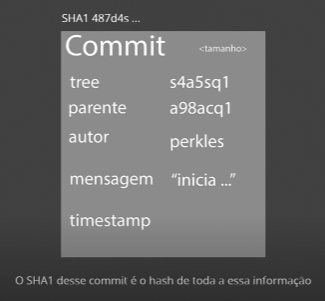 SHA1 487d4s ...
Commit <tamanho>
tree s4a5sq1
parente a98acq1
autor perkles
mensagem “inicia ...”
timestamp
O SHA1 desse commit é o hash de toda a essa informação